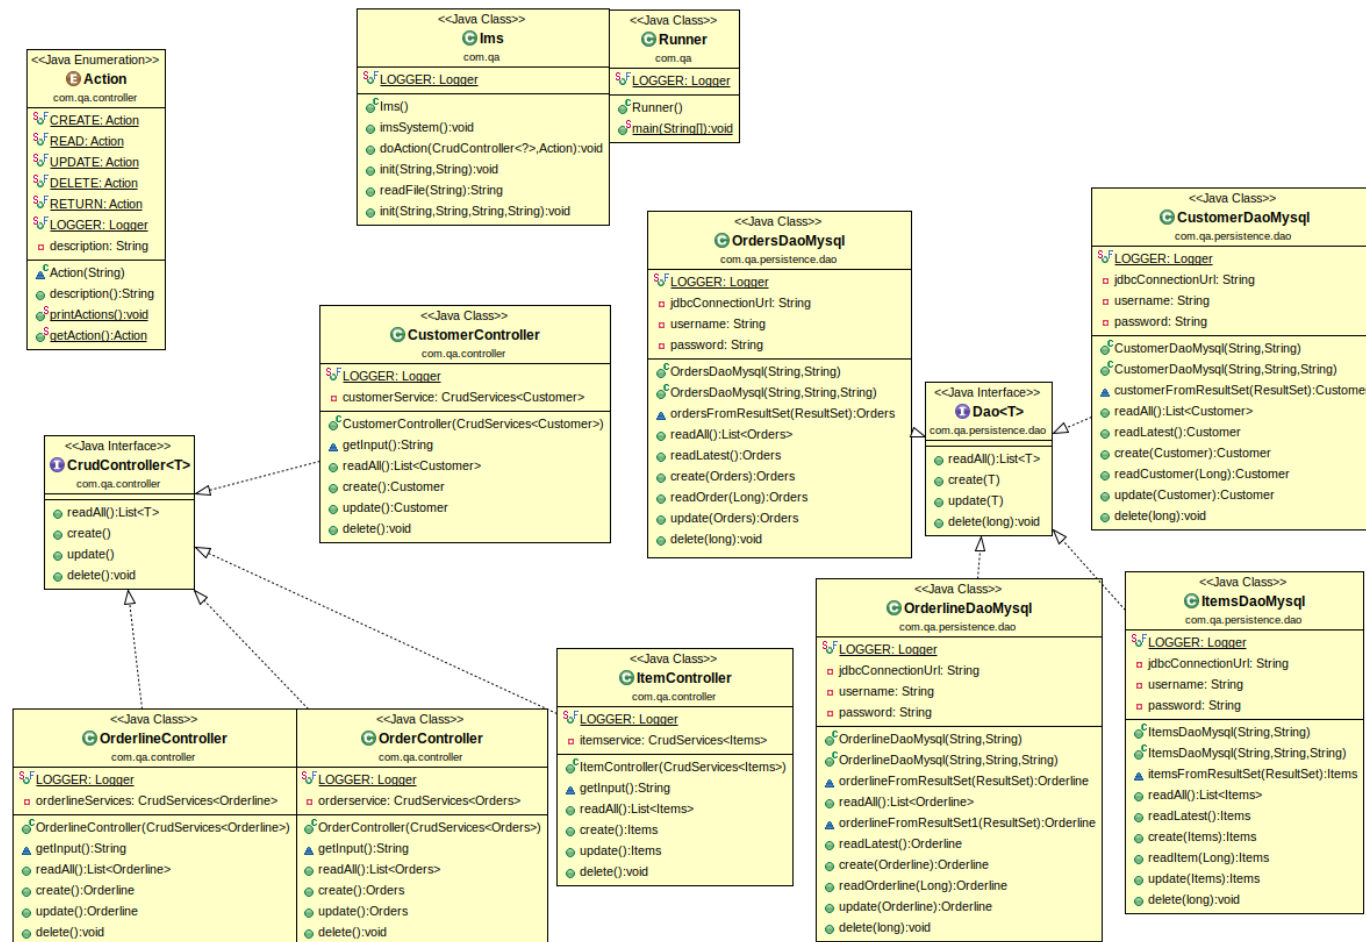 <<Java Class>>
Ims
com.qa
LOGGER: Logger
Ims()
imsSystem():void
doAction(CrudController<?>,Action):void
init(String,String):void
readFile(String):String
init(String,String,String,String):void
<<Java Class>>
Runner
com.qa
LOGGER: Logger
Runner()
main(String[]):void
<<Java Enumeration>>
Action
com.qa.controller
CREATE: Action
READ: Action
UPDATE: Action
DELETE: Action
RETURN: Action
LOGGER: Logger
description: String
Action(String)
description():String
printActions():void
getAction():Action
<<Java Class>>
CustomerController
com.qa.controller
LOGGER: Logger
customerService: CrudServices<Customer>
CustomerController(CrudServices<Customer>)
getInput():String
readAll():List<Customer>
create():Customer
update():Customer
delete():void
<<Java Class>>
OrdersDaoMysql
com.qa.persistence.dao
LOGGER: Logger
jdbcConnectionUrl: String
username: String
password: String
OrdersDaoMysql(String,String)
OrdersDaoMysql(String,String,String)
ordersFromResultSet(ResultSet):Orders
readAll():List<Orders>
readLatest():Orders
create(Orders):Orders
readOrder(Long):Orders
update(Orders):Orders
delete(long):void
<<Java Class>>
CustomerDaoMysql
com.qa.persistence.dao
LOGGER: Logger
jdbcConnectionUrl: String
username: String
password: String
CustomerDaoMysql(String,String)
CustomerDaoMysql(String,String,String)
customerFromResultSet(ResultSet):Custome
readAll():List<Customer>
readLatest():Customer
create(Customer):Customer
readCustomer(Long):Customer
update(Customer):Customer
delete(long):void
<<Java Interface>>
Dao<T>
com.qa.persistence.dao
readAll():List<T>
create(T)
update(T)
delete(long):void
<<Java Interface>>
CrudController<T>
com.qa.controller
readAll():List<T>
create()
update()
delete():void
<<Java Class>>
OrderlineController
com.qa.controller
LOGGER: Logger
orderlineServices: CrudServices<Orderline>
OrderlineController(CrudServices<Orderline>)
getInput():String
readAll():List<Orderline>
create():Orderline
update():Orderline
delete():void
<<Java Class>>
OrderController
com.qa.controller
LOGGER: Logger
orderservice: CrudServices<Orders>
OrderController(CrudServices<Orders>)
getInput():String
readAll():List<Orders>
create():Orders
update():Orders
delete():void
<<Java Class>>
ItemController
com.qa.controller
LOGGER: Logger
itemservice: CrudServices<Items>
ItemController(CrudServices<Items>)
getInput():String
readAll():List<Items>
create():Items
update():Items
delete():void
<<Java Class>>
OrderlineDaoMysql
com.qa.persistence.dao
LOGGER: Logger
jdbcConnectionUrl: String
username: String
password: String
OrderlineDaoMysql(String,String)
OrderlineDaoMysql(String,String,String)
orderlineFromResultSet(ResultSet):Orderline
readAll():List<Orderline>
orderlineFromResultSet1(ResultSet):Orderline
readLatest():Orderline
create(Orderline):Orderline
readOrderline(Long):Orderline
update(Orderline):Orderline
delete(long):void
<<Java Class>>
ItemsDaoMysql
com.qa.persistence.dao
LOGGER: Logger
jdbcConnectionUrl: String
username: String
password: String
ItemsDaoMysql(String,String)
ItemsDaoMysql(String,String,String)
itemsFromResultSet(ResultSet):Items
readAll():List<Items>
readLatest():Items
create(Items):Items
readItem(Long):Items
update(Items):Items
delete(long):void